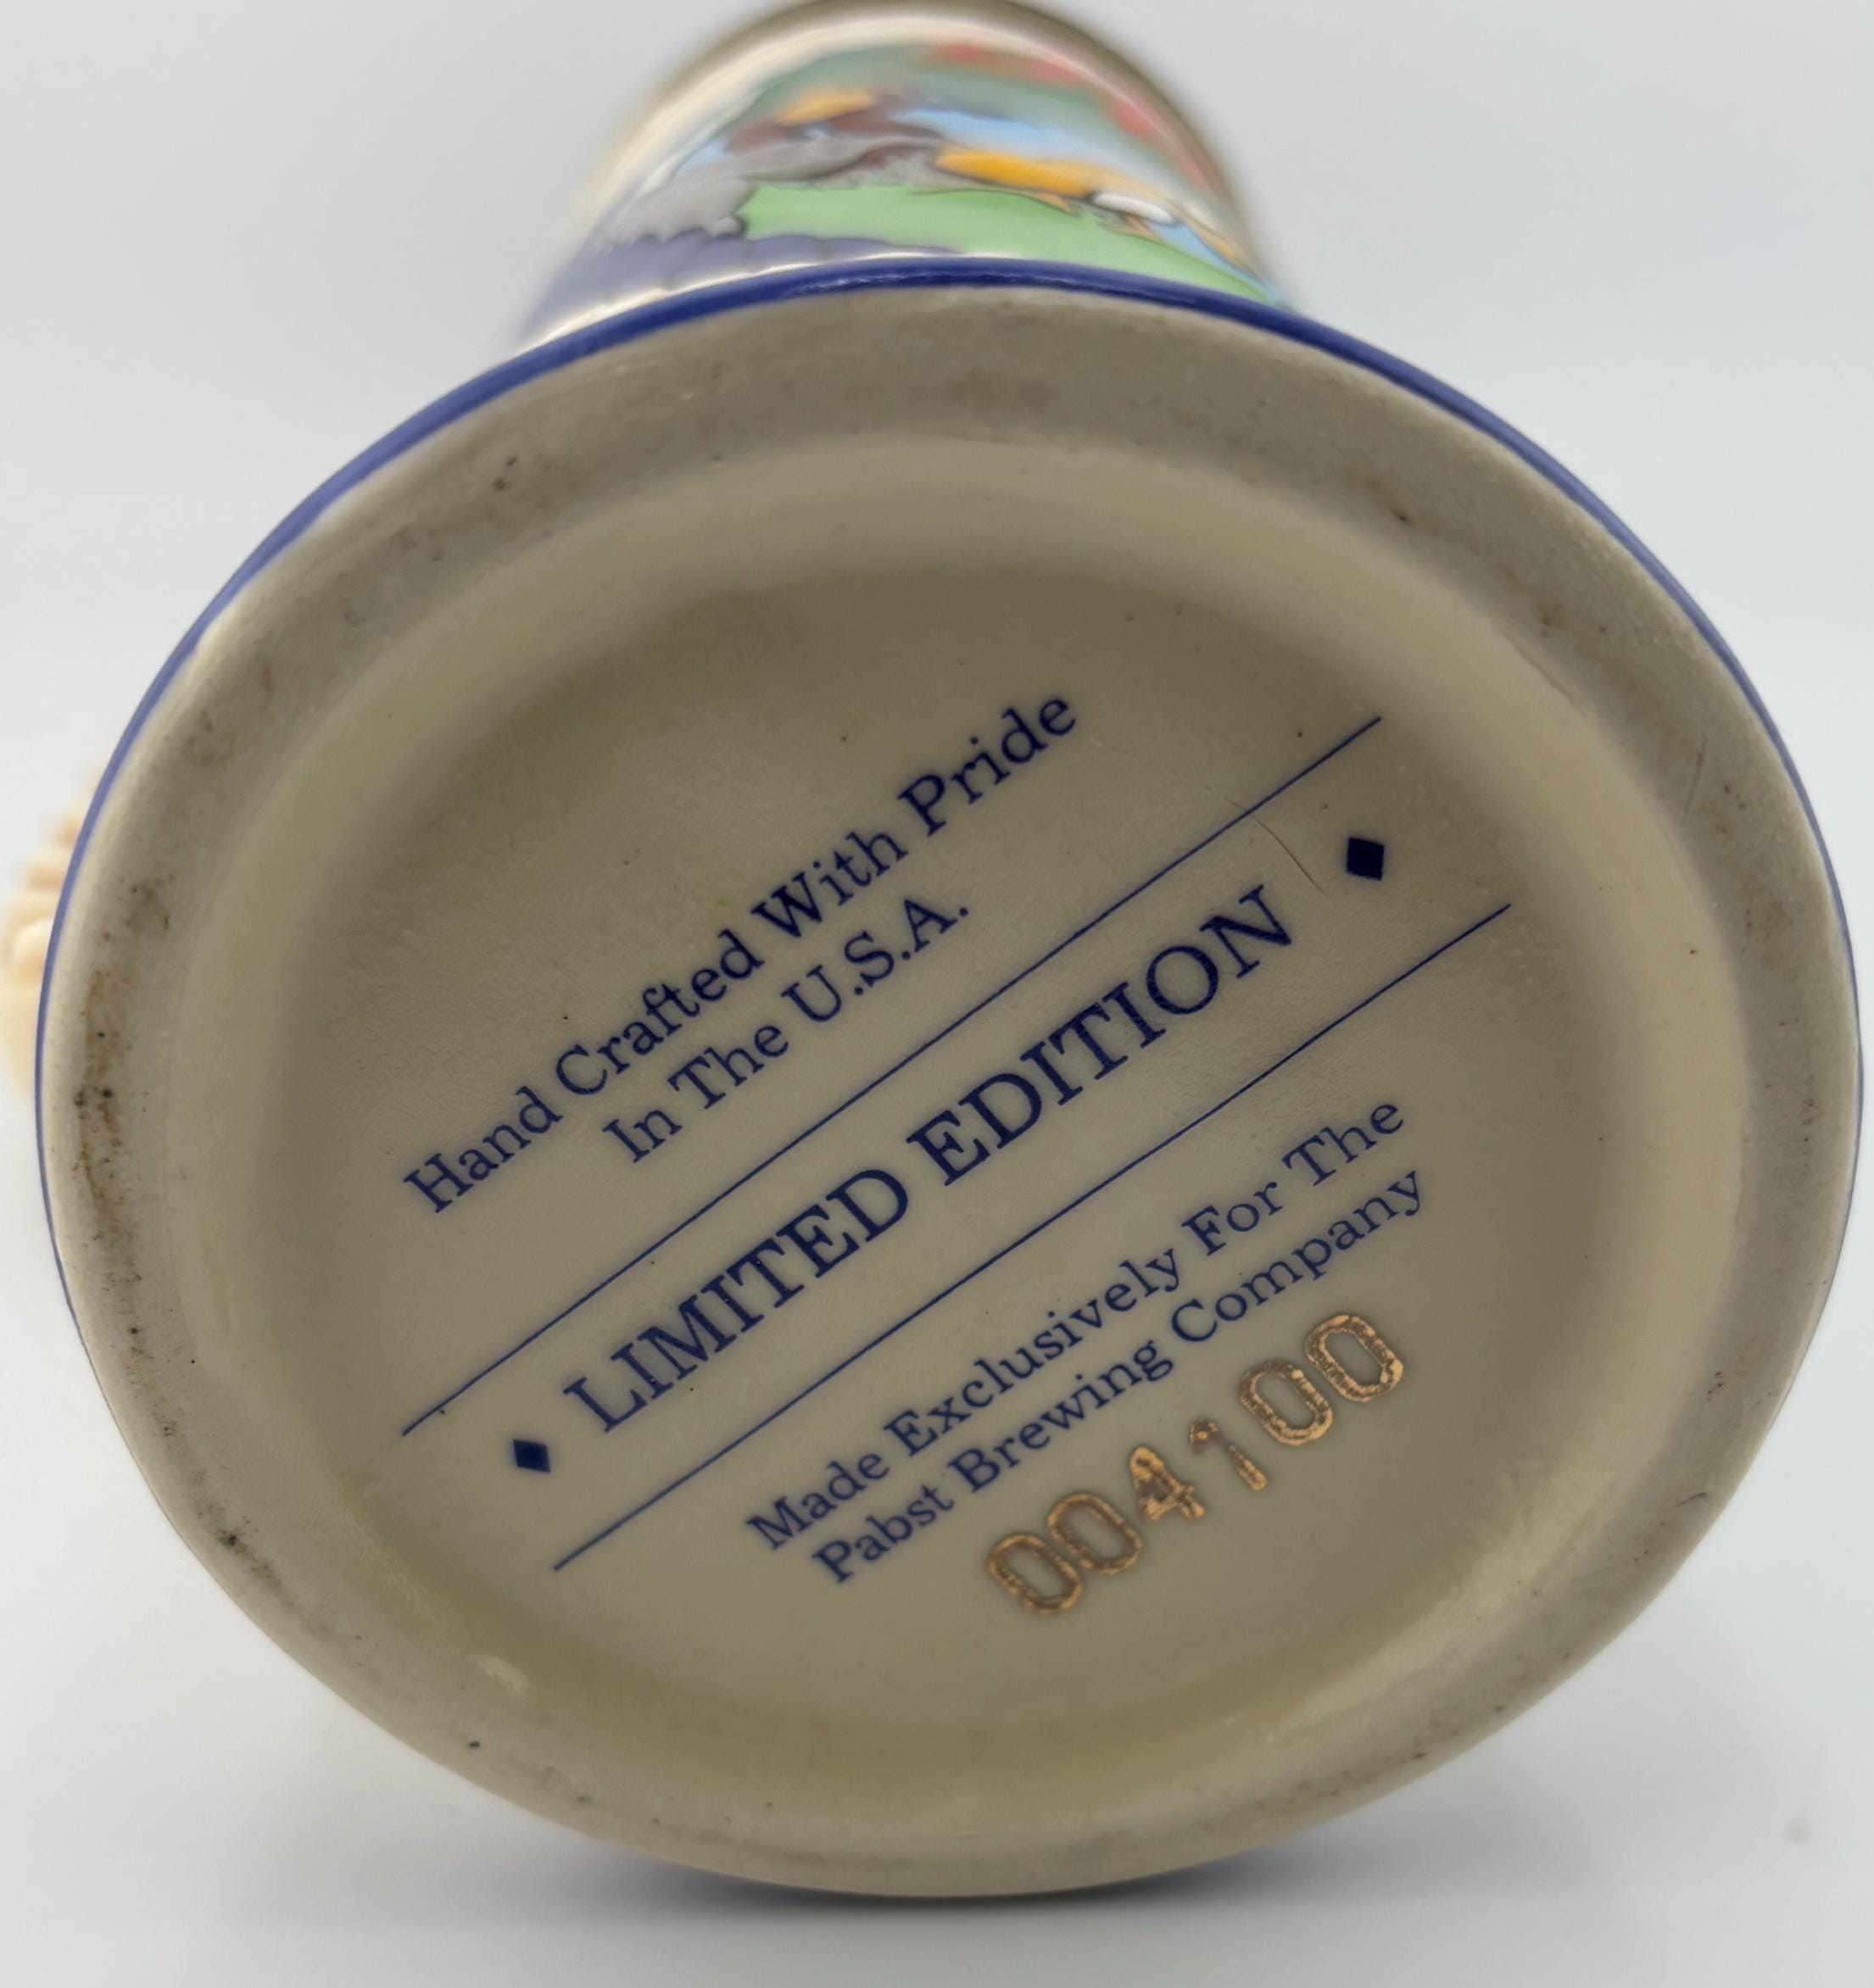 Hand Crafted With Pride
In The U.S.A.
LIMITED EDITION
Made Exclusively For The
Pabst Brewing Company
004100